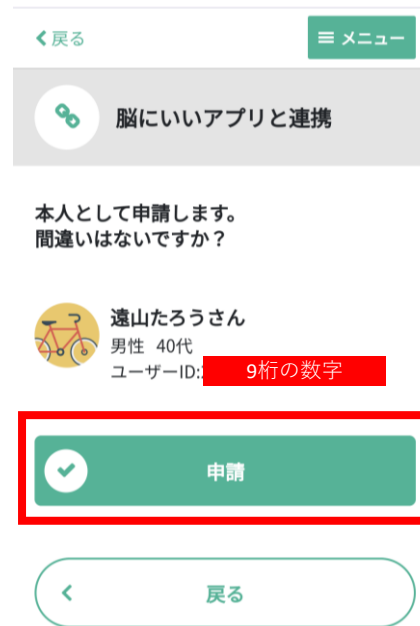 戻る
メニュー
脳にいいアプリと連携
本人として申請します。
間違いはないですか？
遠山たろうさん
男性 40代
ユーザーID:
9桁の数字
申請
戻る